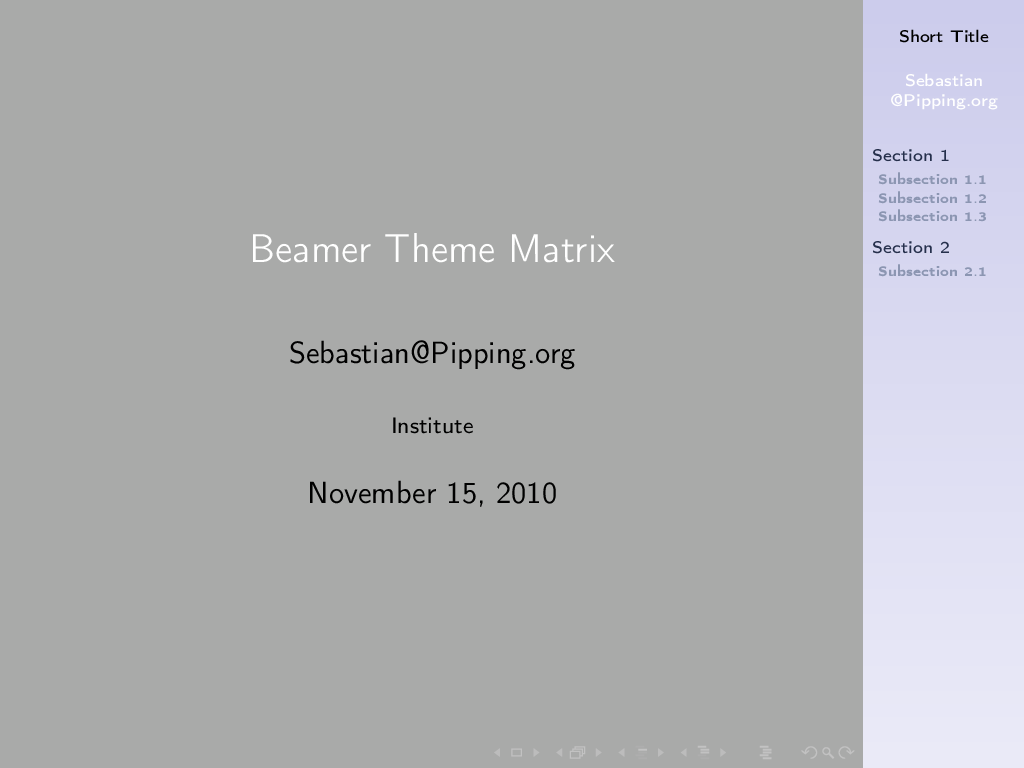 Beamer Theme Matrix
Sebastian@Pipping.org
Institute
November 15, 2010
Short Title
Sebastian
@Pipping.org
Section 1
Subsection 1.1
Subsection 1.2
Subsection 1.3
Section 2
Subsection 2.1